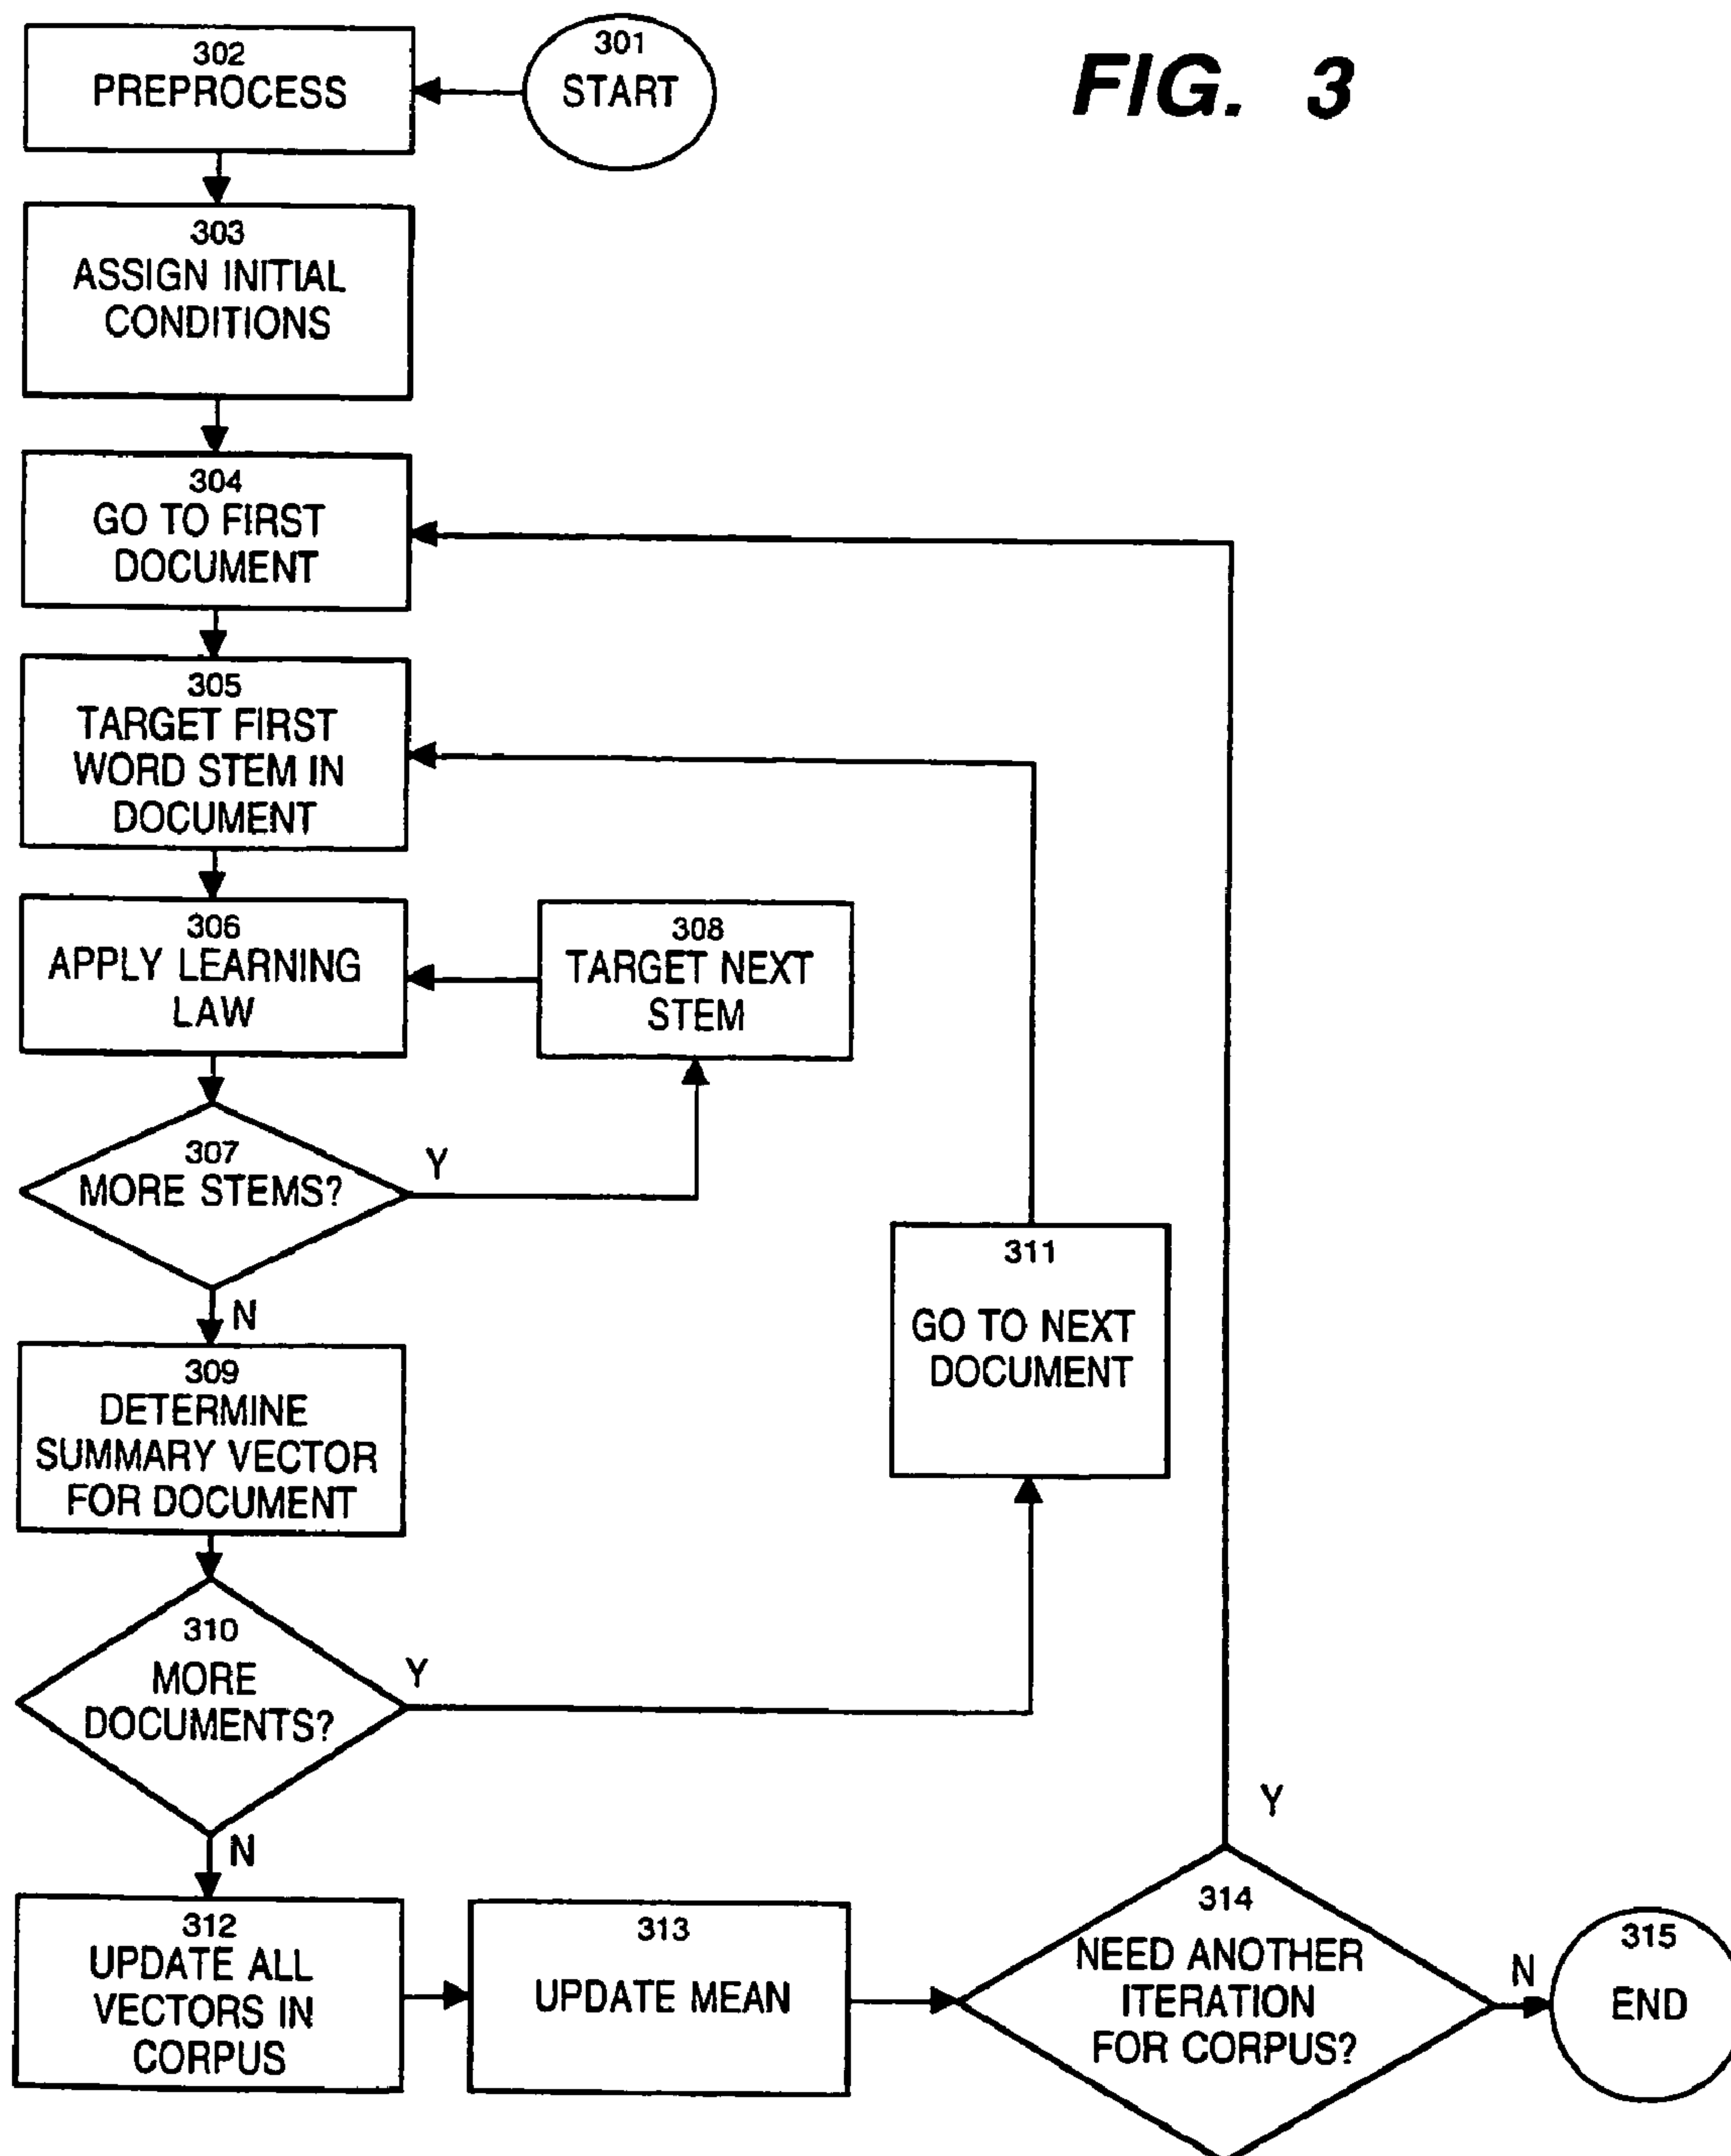 FIG. 3
301
START
302
PREPROCESS
303
ASSIGN INITIAL
CONDITIONS
304
GO TO FIRST
DOCUMENT
305
TARGET FIRST
WORD STEM IN
DOCUMENT
306
APPLY LEARNING
LAW
308
TARGET NEXT
STEM
307
MORE STEMS?
Y
N
309
DETERMINE
SUMMARY VECTOR
FOR DOCUMENT
311
GO TO NEXT
DOCUMENT
310
MORE
DOCUMENTS?
Y
N
312
UPDATE ALL
VECTORS IN
CORPUS
313
UPDATE MEAN
Y
314
NEED ANOTHER
ITERATION
FOR CORPUS?
N
315
END